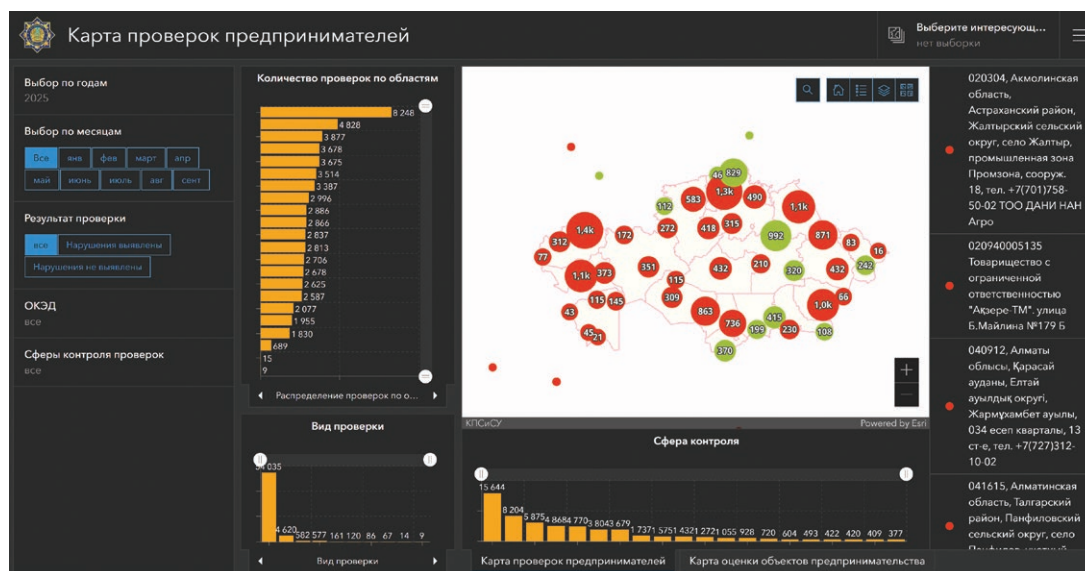 Карта проверок предпринимателей
Выберите интересующ...
нет выборки
Выбор по годам
2025
Выбор по месяцам
Все янв фев март апр
май июнь июль авг сент
Результат проверки
все Нарушения выявлены
Нарушения не выявлены
ОКЭД
все
Сферы контроля проверок
все
Количество проверок по областям
8 248
4 828
3 877
3 678
3 675
3 514
3 387
2 996
2 886
2 866
2 837
2 813
2 706
2 678
2 625
2 587
2 077
1 955
1 830
689
15
9
Распределение проверок по о...
Вид проверки
4 620 582 577 161 120 86 67 14 9
Вид проверки
46 829
583 1,3k 490
112 1,1k
1,4k 172 272 418 315 992 871
312 83
77 16
1,1k 373 351 432 210 320 432 242
115
115 145 309 1,0k 66
43 863
736 415
45 21 199 230 108
370
КПСиСУ
Powered by Esri
Сфера контроля
15 644
8 204 5 875 4 868 4 770 3 804 3 679 1 737 1 575 1 432 1 272 1 055 928 720 604 493 422 420 409 377
Карта проверок предпринимателей Карта оценки объектов предпринимательства
020304, Акмолинская
область,
Астраханский район,
Жалтырский сельский
округ, село Жалтыр,
промышленная зона
Промзона, сооруж.
18, тел. +7(701)758-
50-02 ТОО ДАНИ НАН
Агро
020940005135
Товарищество с
ограниченной
ответственностью
"Ақзере-ТМ". улица
Б.Майлина №179 Б
040912, Алматы
облысы, Қарасай
ауданы, Елтай
ауылдық округі,
Жармұхамбет ауылы,
034 есеп кварталы, 13
ст-е, тел. +7(727)312-
10-02
041615, Алматинская
область, Талгарский
район, Панфиловский
сельский округ, село